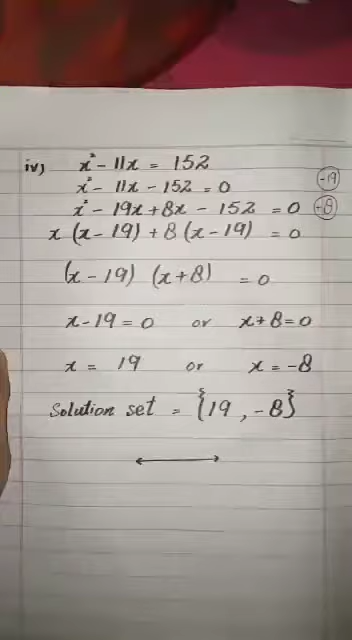 iv) x² - 11x = 152
x² - 11x - 152 = 0 -19
x² - 19x + 8x - 152 = 0 +8
x (x - 19) + 8 (x - 19) = 0
(x - 19) (x + 8) = 0
x - 19 = 0 or x + 8 = 0
x = 19 or x = -8
Solution set = {19, -8}